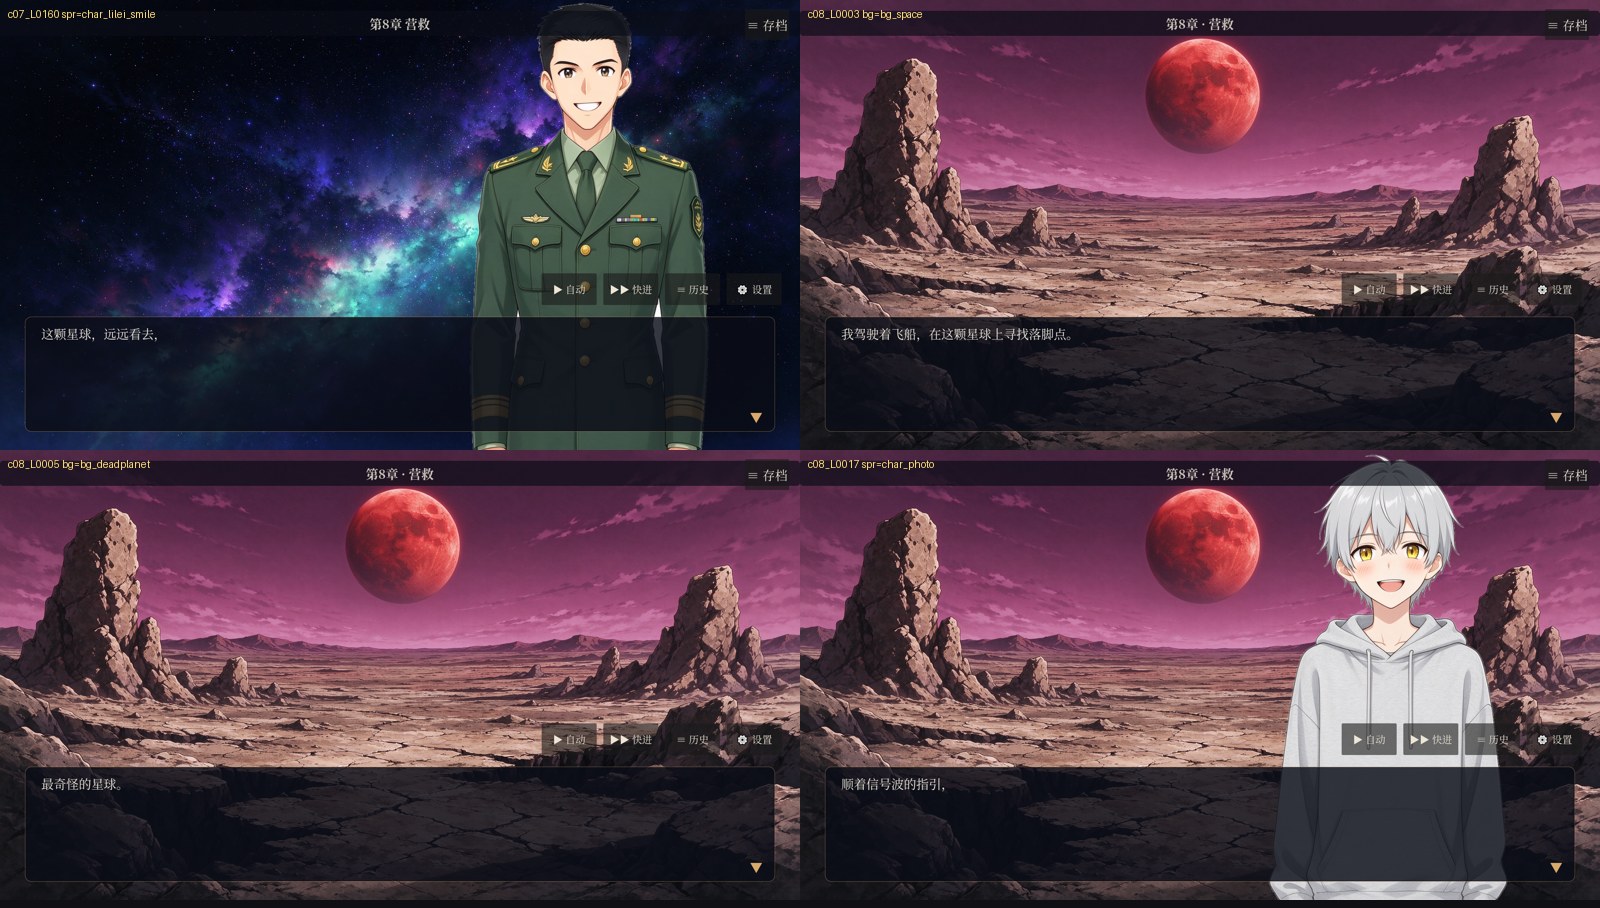 c07_L0160 spr=char_lilei_smile
第8章 营救
≡ 存档
▶ 自动
▶▶ 快进
≡ 历史
设置
这颗星球，远远看去，
c08_L0003 bg=bg_space
第8章 · 营救
≡ 存档
▶ 自动
▶▶ 快进
≡ 历史
设置
我驾驶着飞船，在这颗星球上寻找落脚点。
c08_L0005 bg=bg_deadplanet
第8章 · 营救
≡ 存档
▶ 自动
▶▶ 快进
≡ 历史
设置
最奇怪的星球。
c08_L0017 spr=char_photo
第8章 · 营救
≡ 存档
▶ 自动
▶▶ 快进
≡ 历史
设置
顺着信号波的指引，